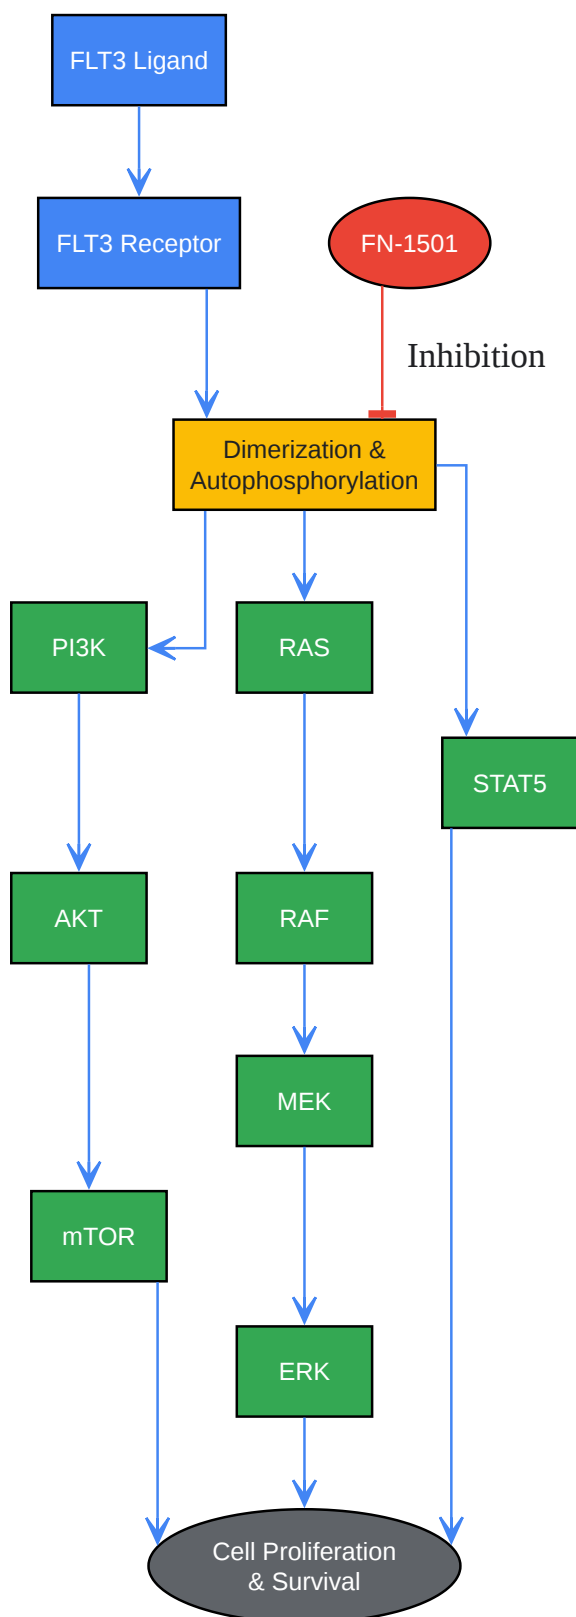 FLT3 Ligand
FLT3 Receptor
FN-1501
Inhibition
Dimerization &
Autophosphorylation
PI3K
RAS
STAT5
AKT
RAF
MEK
mTOR
ERK
Cell Proliferation
& Survival